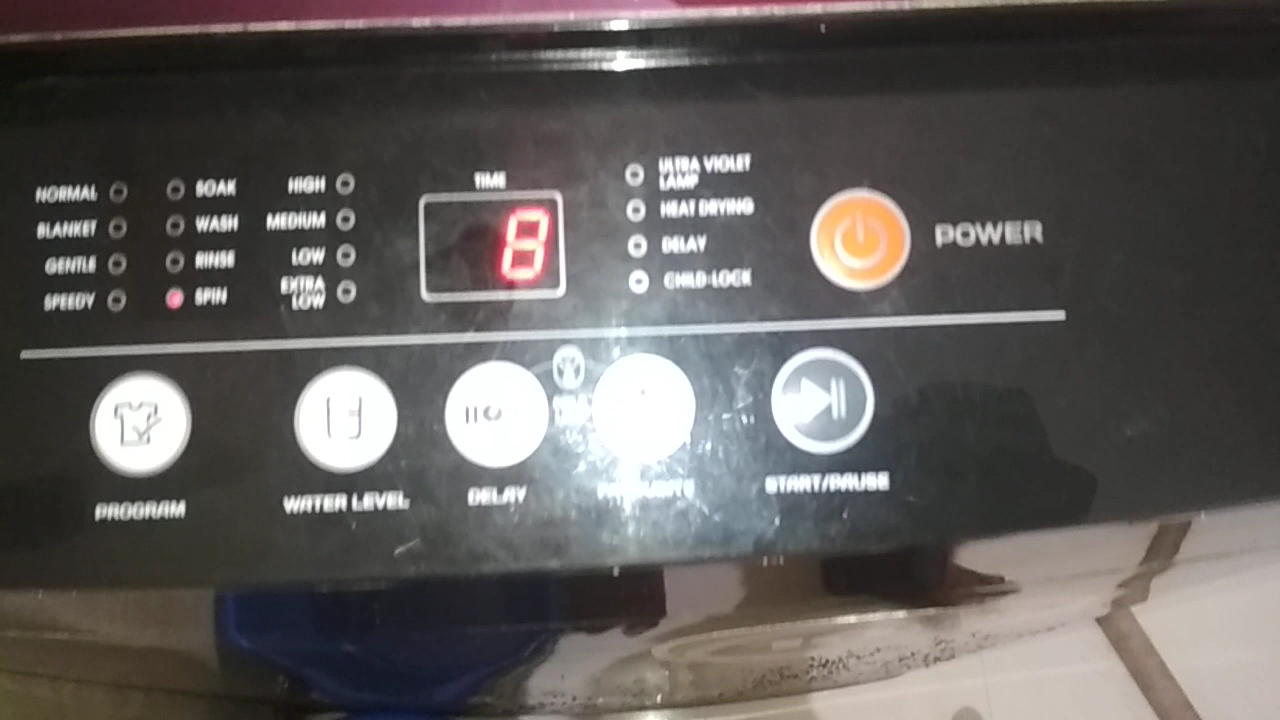 NORMAL
BLANKET
GENTLE
SPEEDY
SOAK
WASH
RINSE
SPIN
HIGH
MEDIUM
LOW
EXTRA
LOW
TIME
8
ULTRA VIOLET
LAMP
HEAT DRYING
DELAY
CHILD-LOCK
POWER
PROGRAM
WATER LEVEL
DELAY
START/PAUSE